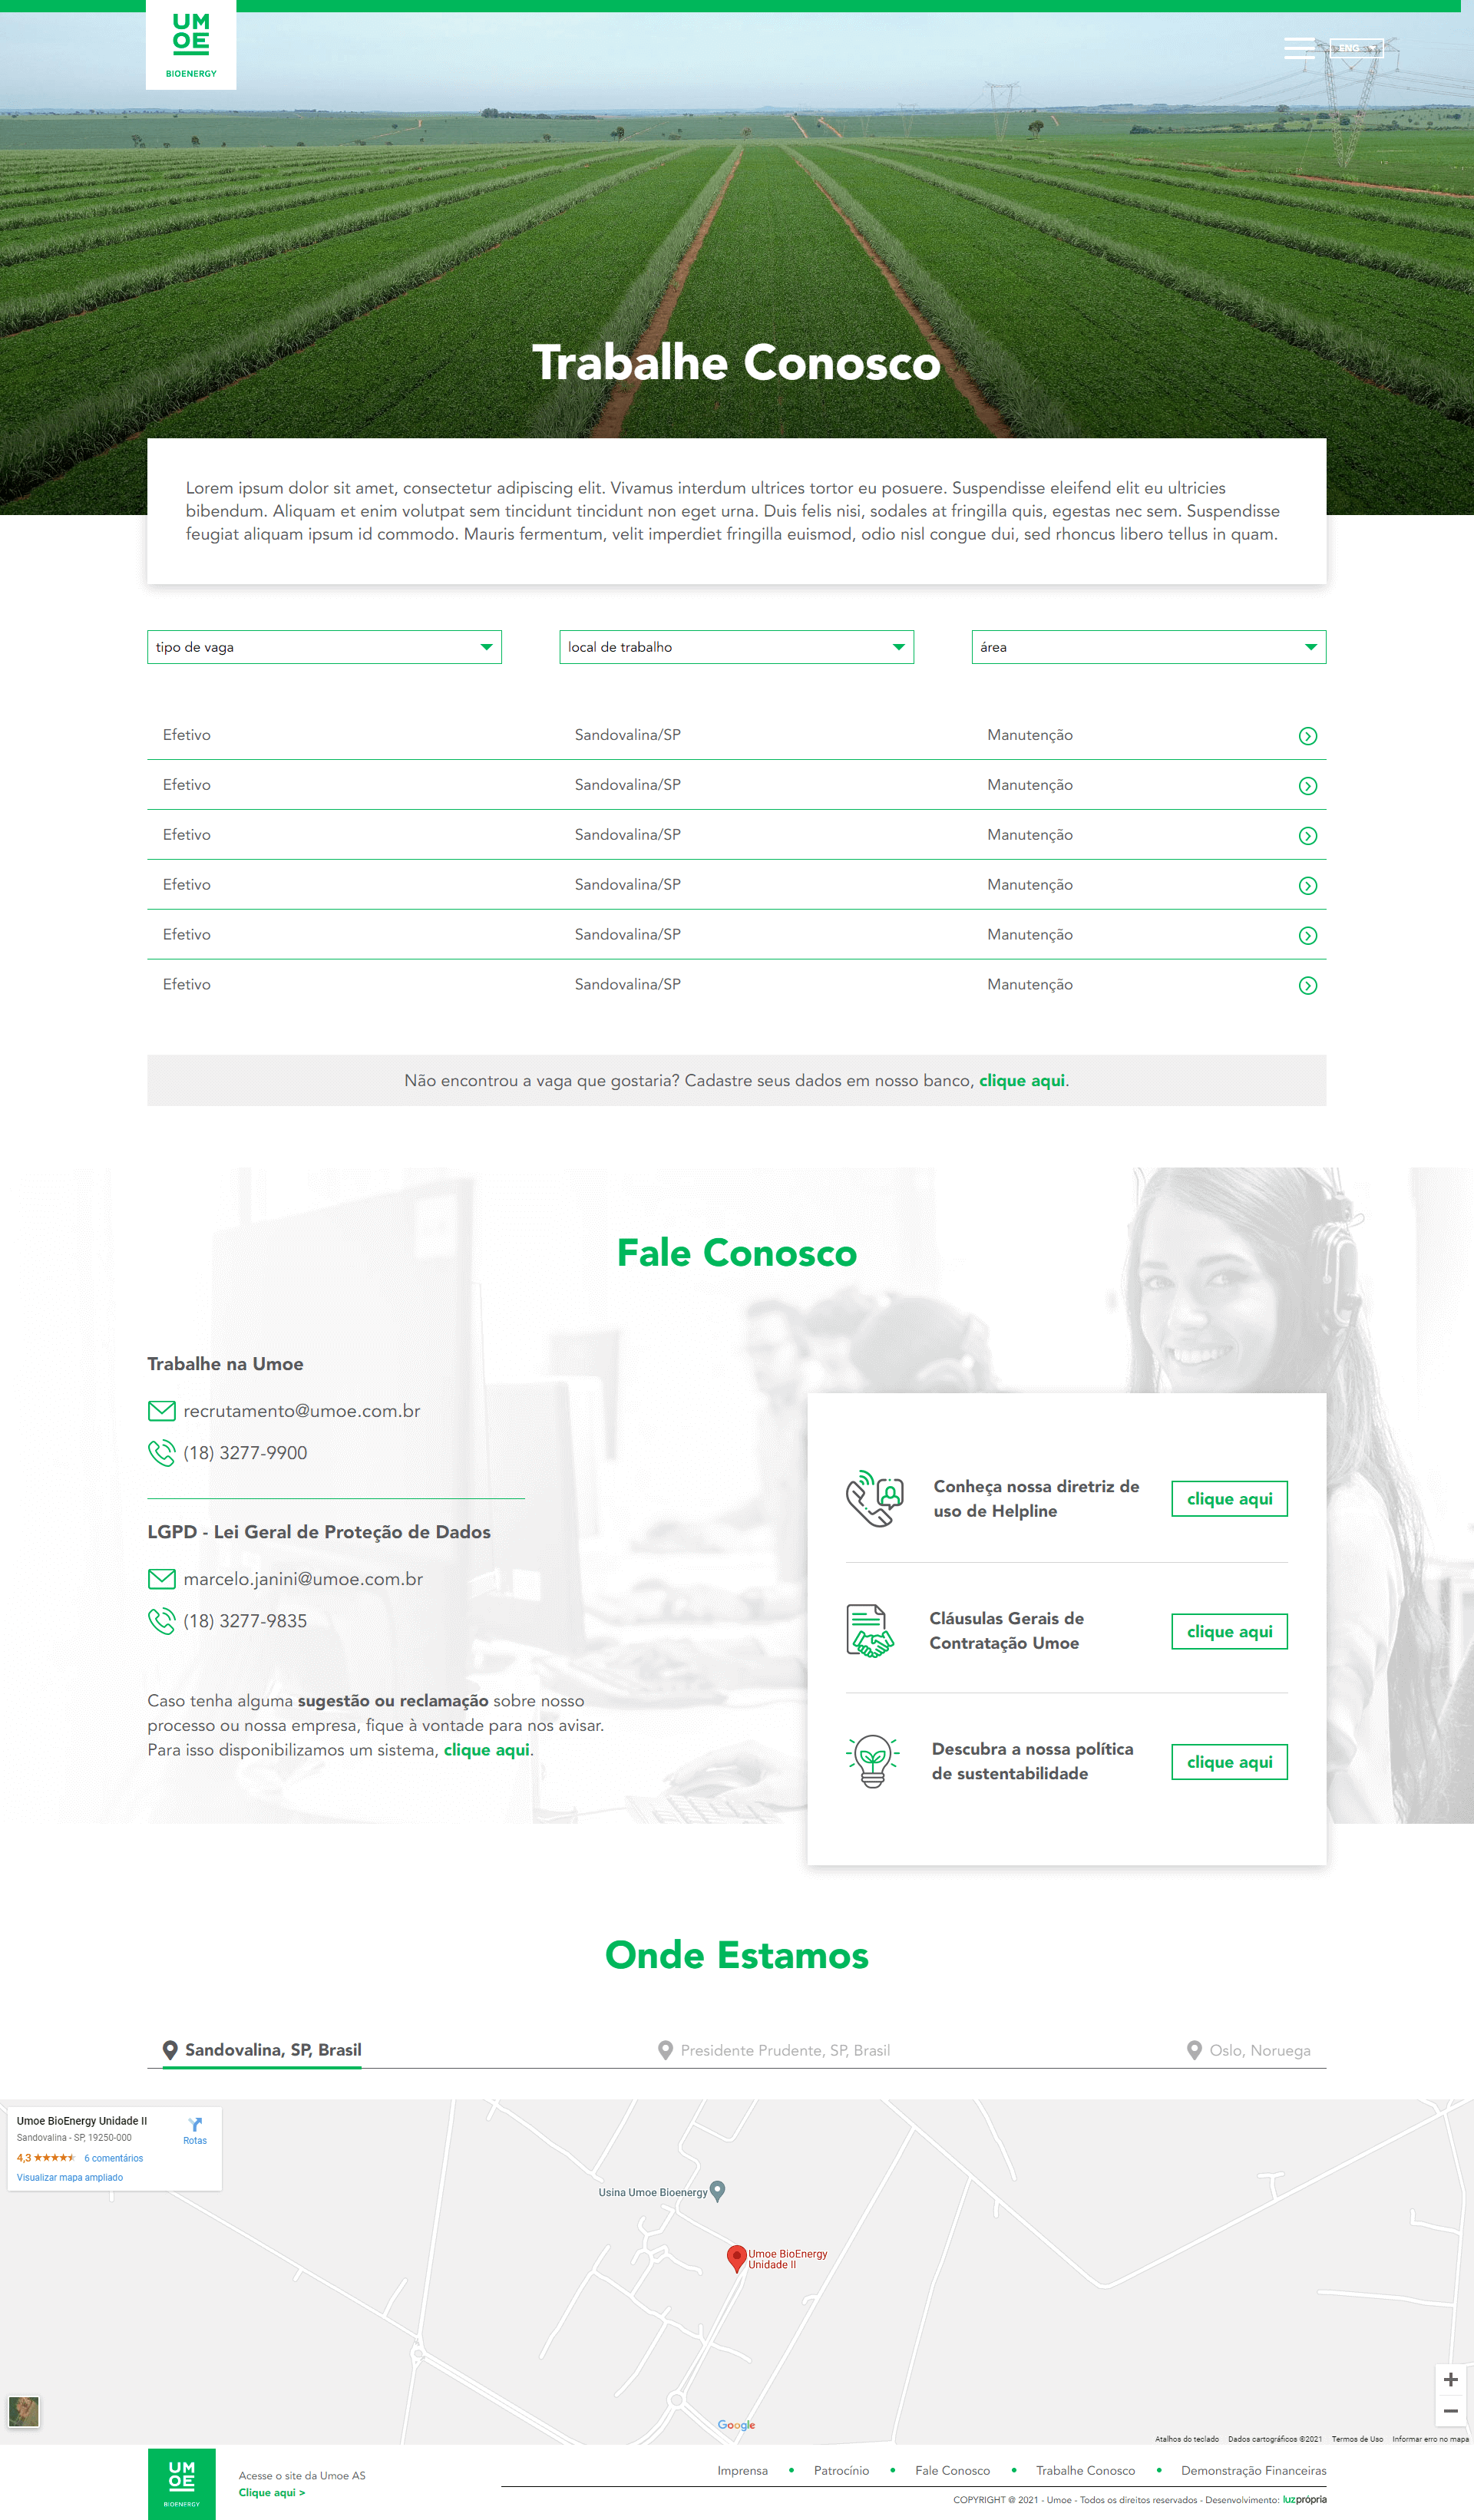 UM
OE
BIOENERGY
ENG
Trabalhe Conosco
Lorem ipsum dolor sit amet, consectetur adipiscing elit. Vivamus interdum ultrices tortor eu posuere. Suspendisse eleifend elit eu ultricies
bibendum. Aliquam et enim volutpat sem tincidunt tincidunt non eget urna. Duis felis nisi, sodales at fringilla quis, egestas nec sem. Suspendisse
feugiat aliquam ipsum id commodo. Mauris fermentum, velit imperdiet fringilla euismod, odio nisl congue dui, sed rhoncus libero tellus in quam.
tipo de vaga local de trabalho área
Efetivo Sandovalina/SP Manutenção
Efetivo Sandovalina/SP Manutenção
Efetivo Sandovalina/SP Manutenção
Efetivo Sandovalina/SP Manutenção
Efetivo Sandovalina/SP Manutenção
Efetivo Sandovalina/SP Manutenção
Não encontrou a vaga que gostaria? Cadastre seus dados em nosso banco, clique aqui.
Fale Conosco
Trabalhe na Umoe
recrutamento@umoe.com.br
(18) 3277-9900
LGPD - Lei Geral de Proteção de Dados
marcelo.janini@umoe.com.br
(18) 3277-9835
Caso tenha alguma sugestão ou reclamação sobre nosso
processo ou nossa empresa, fique à vontade para nos avisar.
Para isso disponibilizamos um sistema, clique aqui.
Conheça nossa diretriz de
uso de Helpline
clique aqui
Cláusulas Gerais de
Contratação Umoe
clique aqui
Descubra a nossa política
de sustentabilidade
clique aqui
Onde Estamos
Sandovalina, SP, Brasil Presidente Prudente, SP, Brasil Oslo, Noruega
Umoe BioEnergy Unidade II
Sandovalina - SP, 19250-000
4,3 ★★★★★ 6 comentários
Visualizar mapa ampliado
Rotas
Usina Umoe Bioenergy
Umoe BioEnergy
Unidade II
Google
Atalhos do teclado Dados cartográficos ©2021 Termos de Uso Informar erro no mapa
UM
OE
BIOENERGY
Acesse o site da Umoe AS
Clique aqui >
Imprensa • Patrocínio • Fale Conosco • Trabalhe Conosco • Demonstração Financeiras
COPYRIGHT @ 2021 - Umoe - Todos os direitos reservados - Desenvolvimento: luzprópria